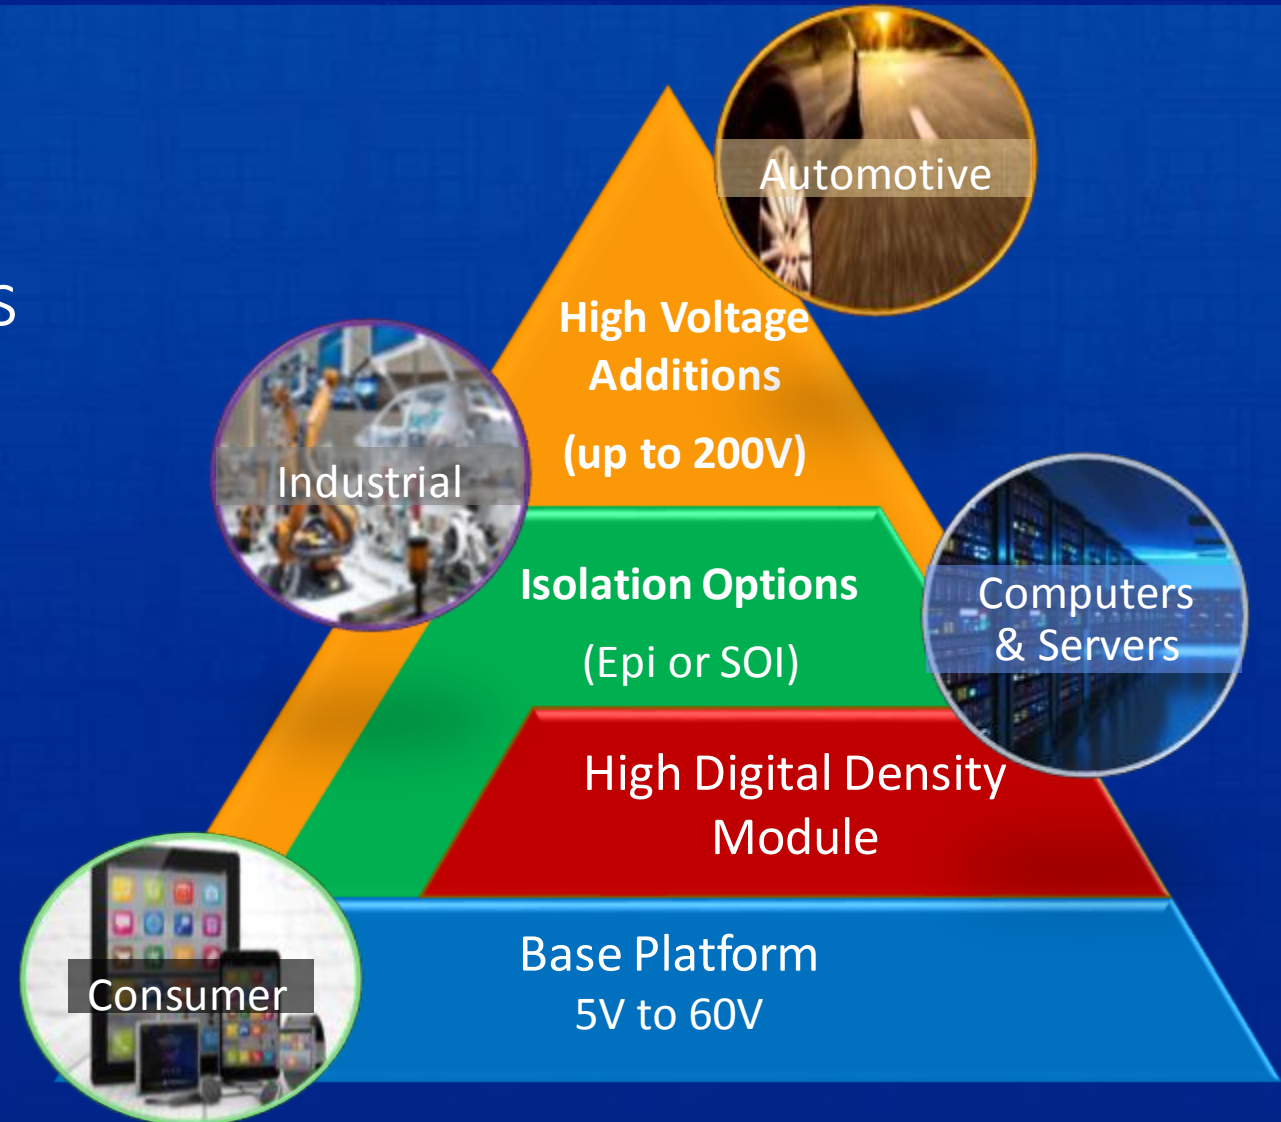 Automotive
S
High Voltage
Additions
(up to 200V)
Industrial
Isolation Options
(Epi or SOI)
Computers
& Servers
High Digital Density
Module
Base Platform
5V to 60V
Consumer